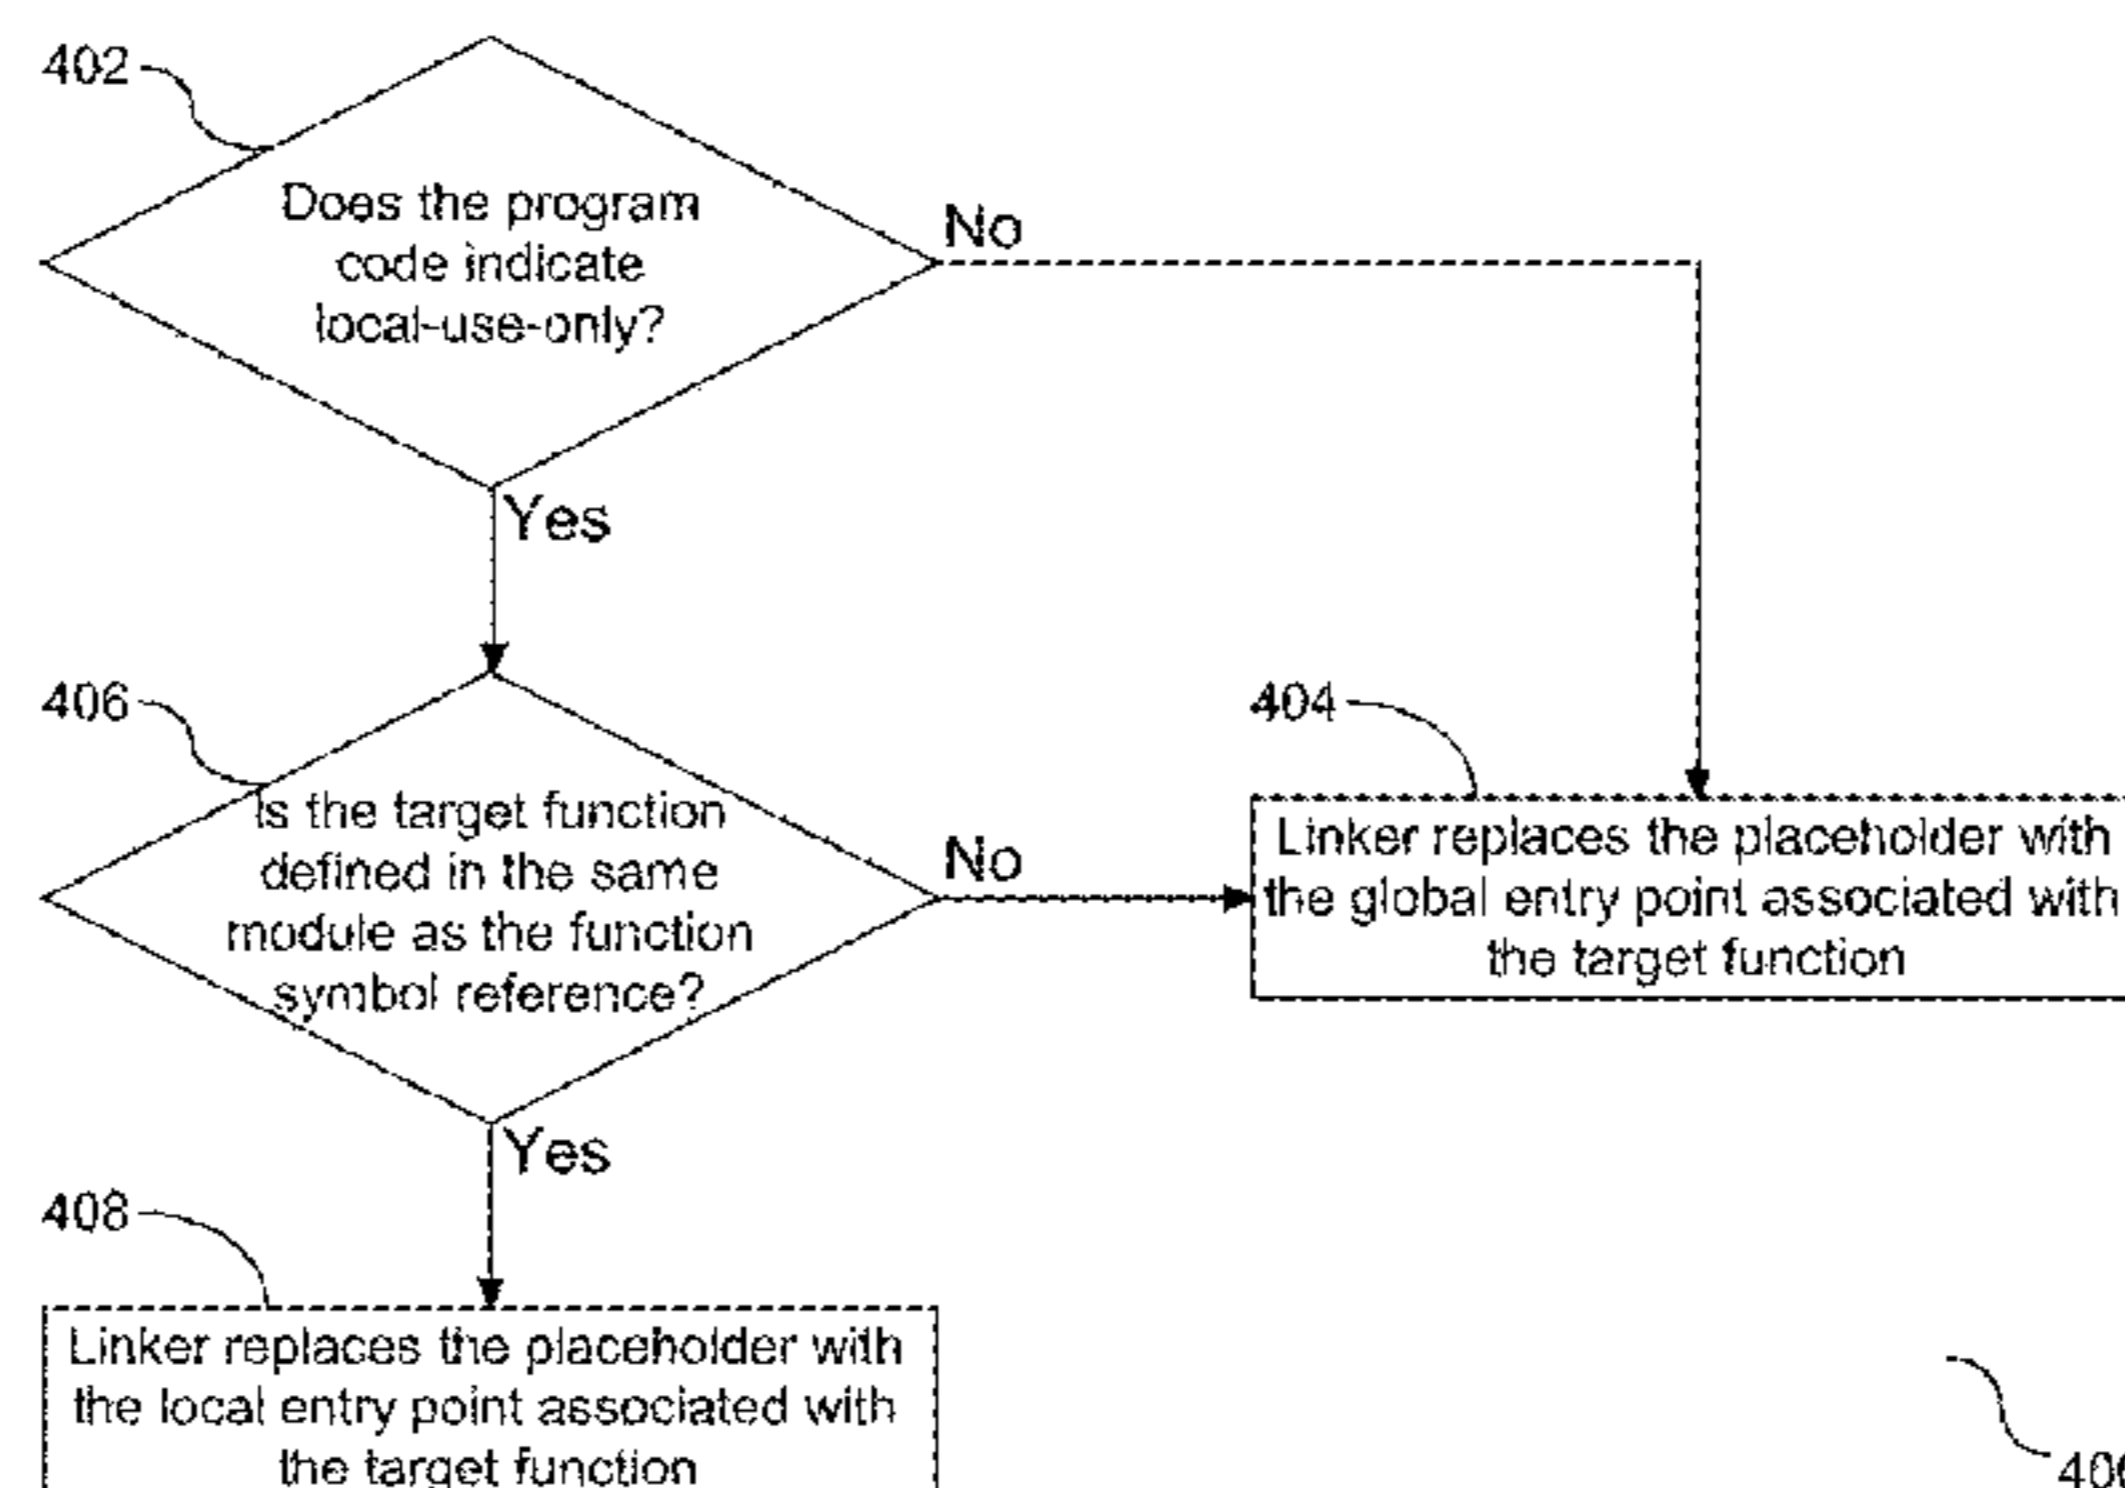 402
Does the program
code indicate
local-use-only?
No
Yes
406
Is the target function
defined in the same
module as the function
symbol reference?
No
404
Linker replaces the placeholder with
the global entry point associated with
the target function
Yes
408
Linker replaces the placeholder with
the local entry point associated with
the target function